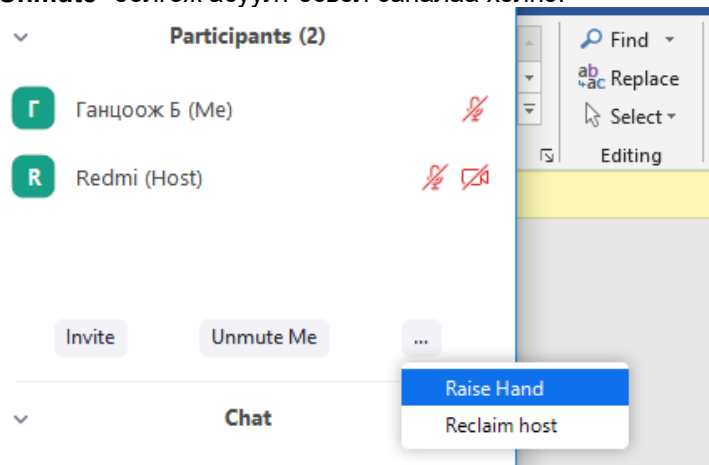 Participants (2)
Г Ганцоож Б (Me)
R Redmi (Host)
Invite Unmute Me ...
Raise Hand
Reclaim host
Chat
Find
Replace
Select
Editing